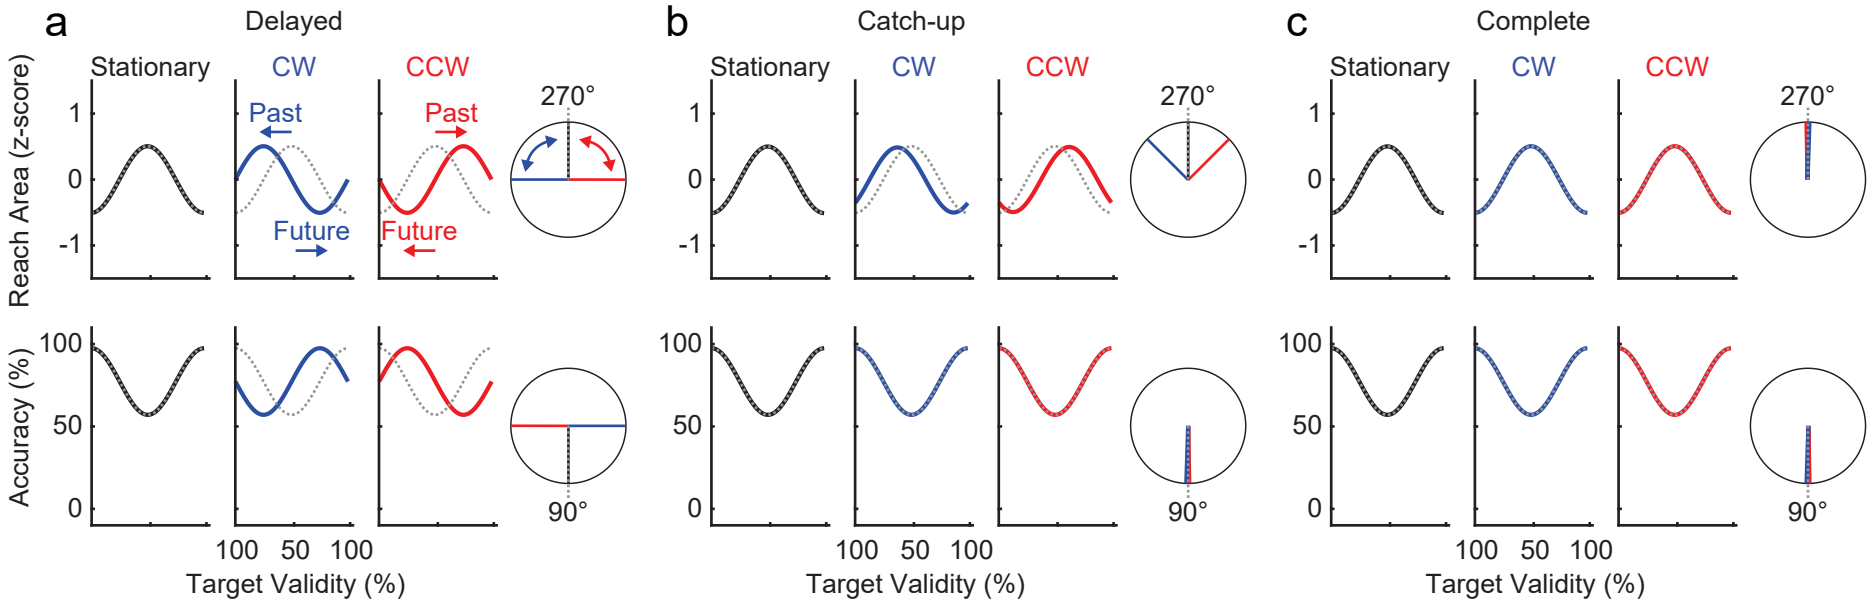 a Delayed
b Catch-up
c Complete
Stationary CW CCW
Stationary CW CCW
Stationary CW CCW
Reach Area (z-score)
1
0
-1
Past
Future
Past
Future
270°
1
0
-1
270°
1
0
-1
270°
Accuracy (%)
100
50
0
90°
100
50
0
90°
100
50
0
90°
100 50 100
100 50 100
100 50 100
Target Validity (%)
Target Validity (%)
Target Validity (%)